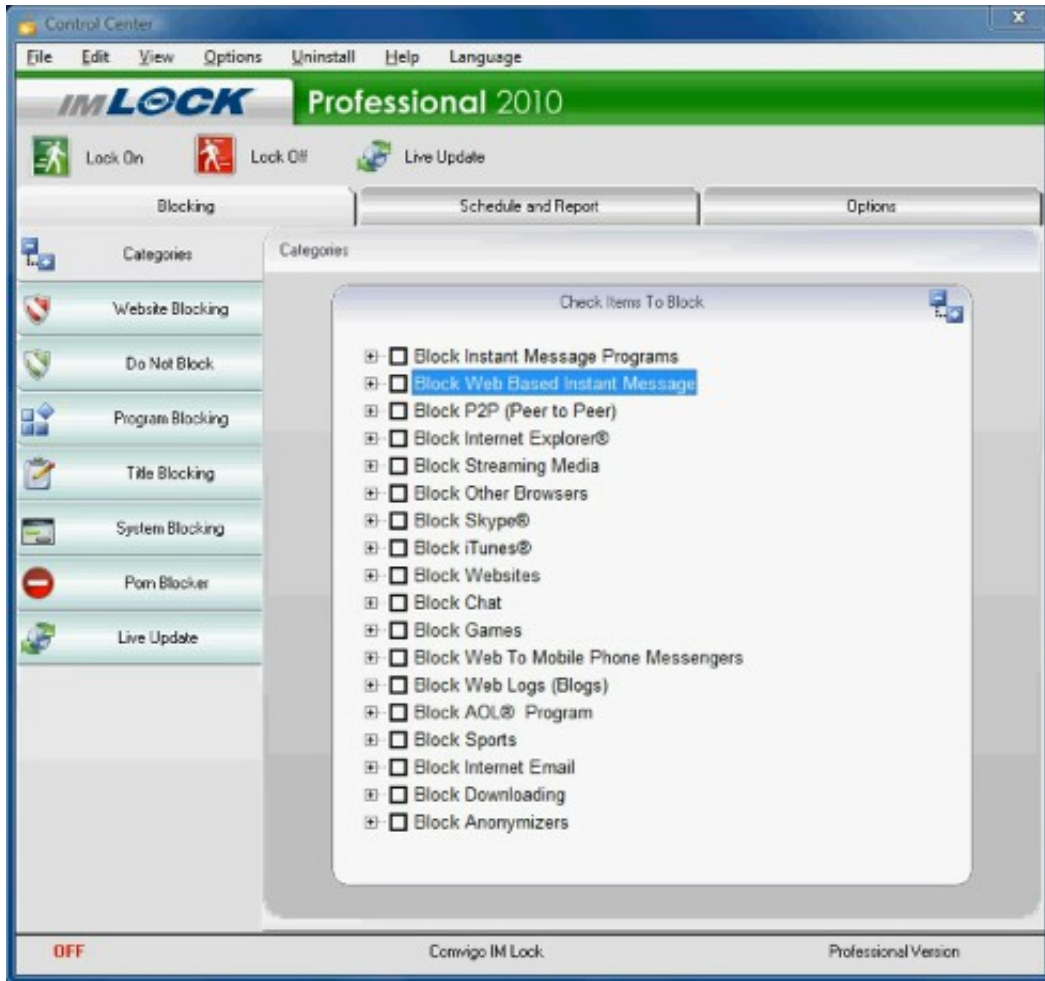 Control Center
File Edit View Options Uninstall Help Language
IMLOCK Professional 2010
Lock On Lock Off Live Update
Blocking Schedule and Report Options
Categories
Website Blocking
Do Not Block
Program Blocking
Title Blocking
System Blocking
Porn Blocker
Live Update
Categories
Check Items To Block
Block Instant Message Programs
Block Web Based Instant Message
Block P2P (Peer to Peer)
Block Internet Explorer®
Block Streaming Media
Block Other Browsers
Block Skype®
Block iTunes®
Block Websites
Block Chat
Block Games
Block Web To Mobile Phone Messengers
Block Web Logs (Blogs)
Block AOL® Program
Block Sports
Block Internet Email
Block Downloading
Block Anonymizers
OFF Comvigo IM Lock Professional Version